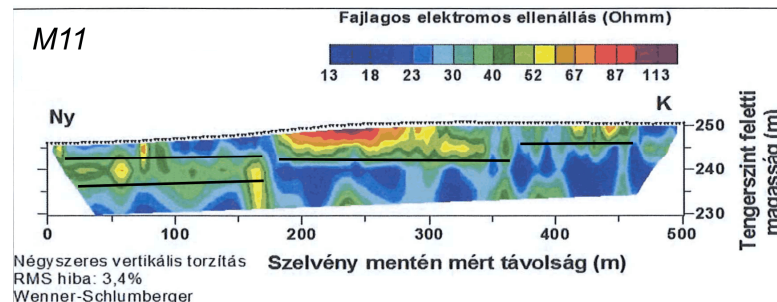 Fajlagos elektromos ellenállás (Ohmm)
M11
13 18 23 30 40 52 67 87 113
Ny K
250
240
230
Tengerszint feletti
magasság (m)
0 100 200 300 400 500
Négyszeres vertikális torzítás
Szelvény mentén mért távolság (m)
RMS hiba: 3,4%
Wenner-Schlumberger